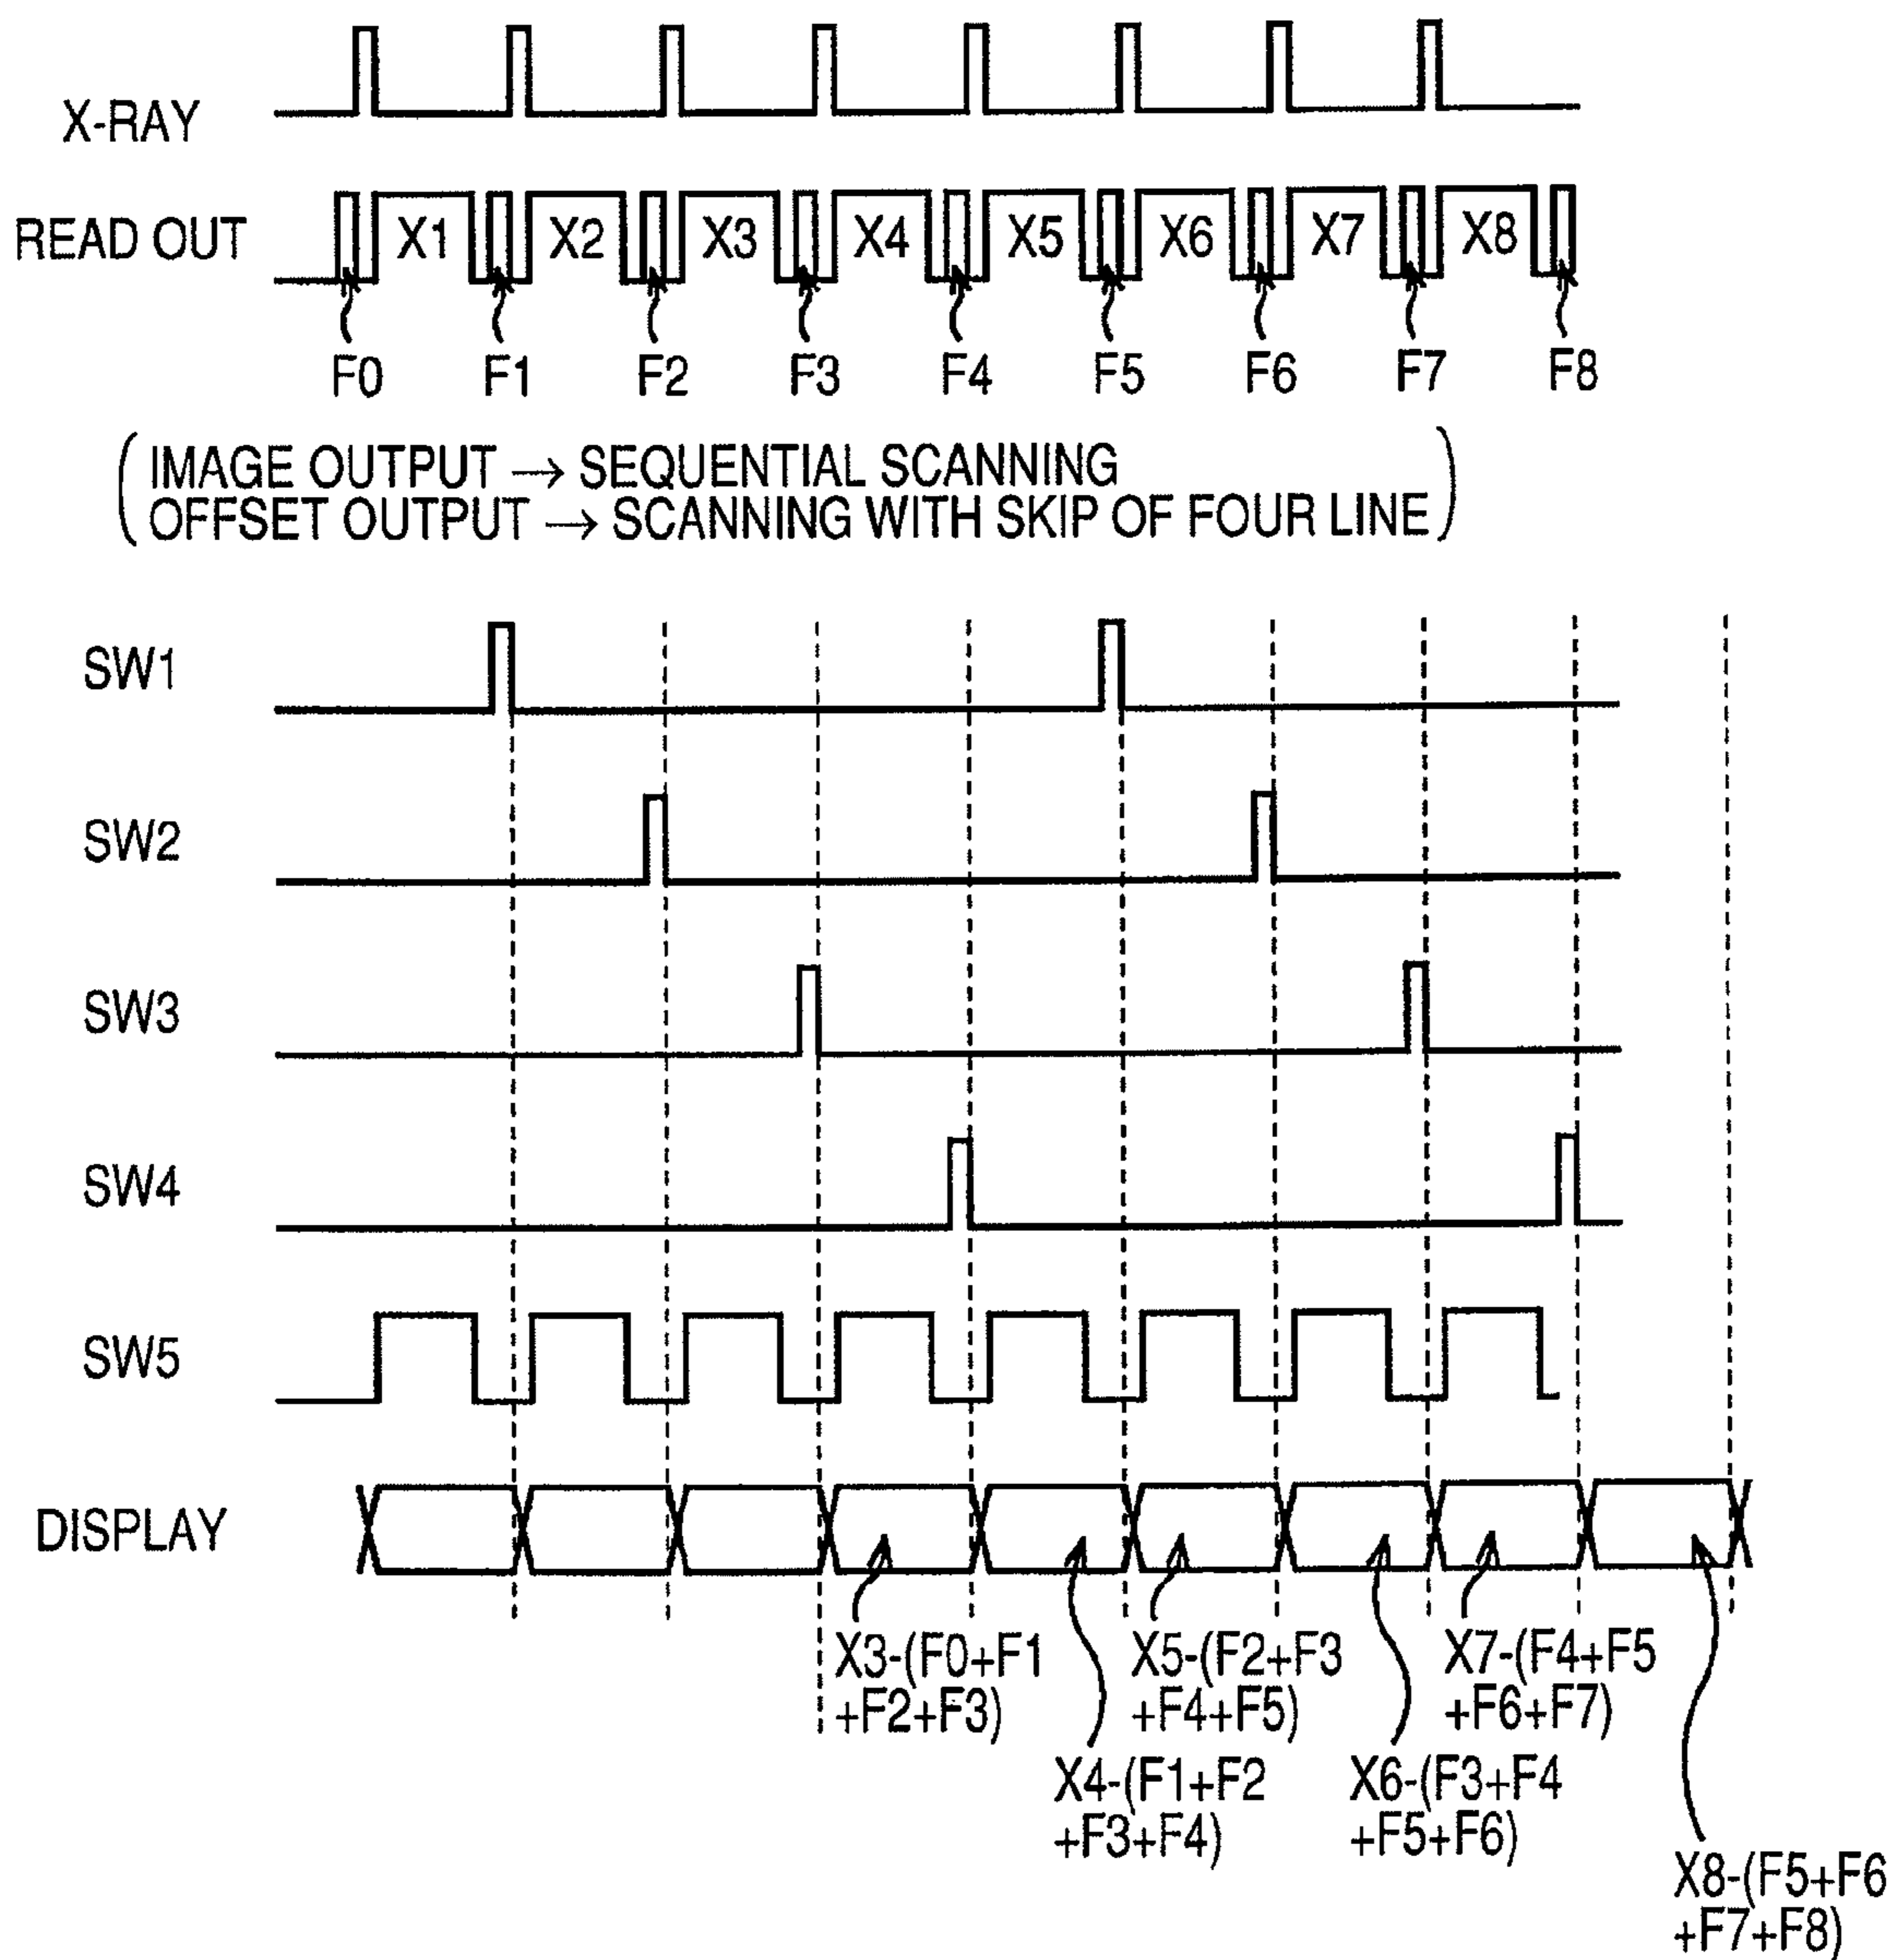 X-RAY
READ OUT
X1 X2 X3 X4 X5 X6 X7 X8
F0 F1 F2 F3 F4 F5 F6 F7 F8
( IMAGE OUTPUT → SEQUENTIAL SCANNING
OFFSET OUTPUT → SCANNING WITH SKIP OF FOUR LINE )
SW1
SW2
SW3
SW4
SW5
DISPLAY
X3-(F0+F1
+F2+F3)
X4-(F1+F2
+F3+F4)
X5-(F2+F3
+F4+F5)
X6-(F3+F4
+F5+F6)
X7-(F4+F5
+F6+F7)
X8-(F5+F6
+F7+F8)